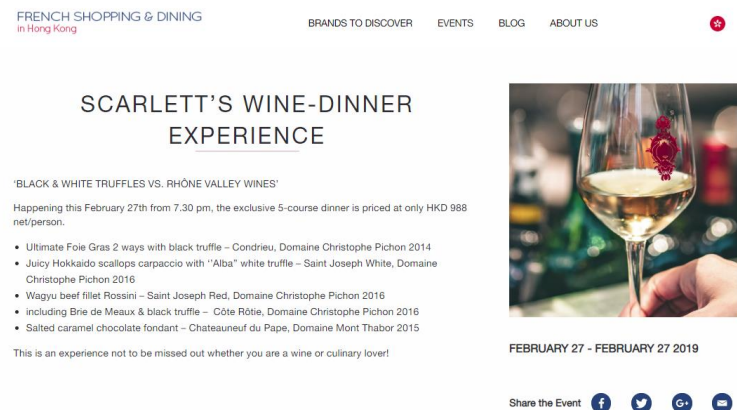 FRENCH SHOPPING & DINING
in Hong Kong
BRANDS TO DISCOVER EVENTS BLOG ABOUT US
SCARLETT'S WINE-DINNER
EXPERIENCE
'BLACK & WHITE TRUFFLES VS. RHÔNE VALLEY WINES'
Happening this February 27th from 7.30 pm, the exclusive 5-course dinner is priced at only HKD 988
net/person.
• Ultimate Foie Gras 2 ways with black truffle – Condrieu, Domaine Christophe Pichon 2014
• Juicy Hokkaido scallops carpaccio with ‘’Alba” white truffle – Saint Joseph White, Domaine
Christophe Pichon 2016
• Wagyu beef fillet Rossini – Saint Joseph Red, Domaine Christophe Pichon 2016
• including Brie de Meaux & black truffle – Côte Rôtie, Domaine Christophe Pichon 2016
• Salted caramel chocolate fondant – Chateauneuf du Pape, Domaine Mont Thabor 2015
This is an experience not to be missed out whether you are a wine or culinary lover!
FEBRUARY 27 - FEBRUARY 27 2019
Share the Event